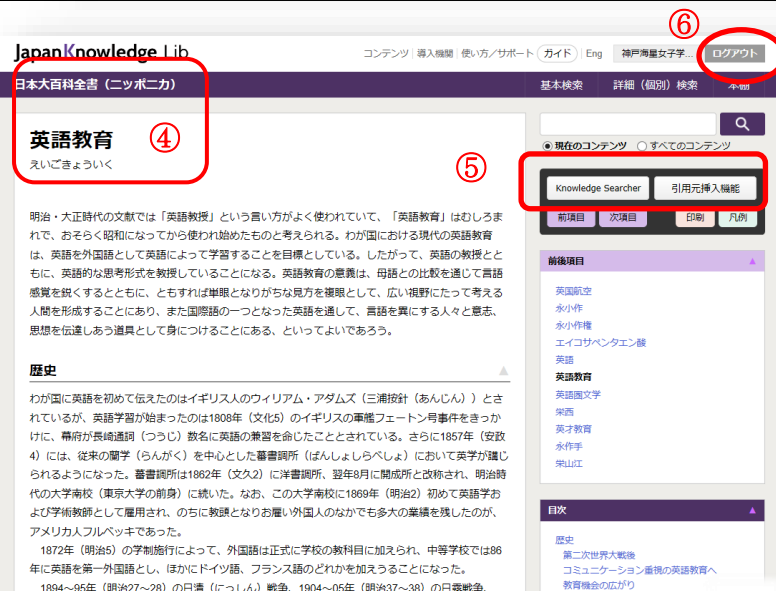 JapanKnowledge Lib
コンテンツ 導入機関 使い方／サポート ガイド Eng 神戸海星女子学... ログアウト
⑥
日本大百科全書（ニッポニカ）
基本検索 詳細（個別）検索 本棚
英語教育
えいごきょういく
④
現在のコンテンツ すべてのコンテンツ
⑤
Knowledge Searcher 引用元挿入機能
前項目 次項目 印刷 凡例
明治・大正時代の文献では「英語教授」という言い方がよく使われていて、「英語教育」はむしろま
れで、おそらく昭和になってから使われ始めたものと考えられる。わが国における現代の英語教育
は、英語を外国語として英語によって学習することを目標としている。したがって、英語の教授とと
もに、英語的な思考形式を教授していることになる。英語教育の意義は、母語との比較を通じて言語
感覚を鋭くするとともに、ともすれば単眼となりがちな見方を複眼として、広い視野にたって考える
人間を形成することにあり、また国際語の一つとなった英語を通して、言語を異にする人々と意志、
思想を伝達しあう道具として身につけることにある、といってよいであろう。
歴史
わが国に英語を初めて伝えたのはイギリス人のウィリアム・アダムズ（三浦按針（あんじん））とさ
れているが、英語学習が始まったのは1808年（文化5）のイギリスの軍艦フェートン号事件をきっか
けに、幕府が長崎通詞（つうじ）数名に英語の兼習を命じたこととされている。さらに1857年（安政
4）には、従来の蘭学（らんがく）を中心とした蕃書調所（ばんしょしらべしょ）において英学が講じ
られるようになった。蕃書調所は1862年（文久2）に洋書調所、翌年8月に開成所と改称され、明治時
代の大学南校（東京大学の前身）に続いた。なお、この大学南校に1869年（明治2）初めて英語学お
よび学術教師として雇用され、のちに教頭となりお雇い外国人のなかでも多大の業績を残したのが、
アメリカ人フルベッキであった。
1872年（明治5）の学制施行によって、外国語は正式に学校の教科目に加えられ、中等学校では86
年に英語を第一外国語とし、ほかにドイツ語、フランス語のどれかを加えうることになった。
1894～95年（明治27～28）の日清（にっしん）戦争、1904～05年（明治37～38）の日露戦争、
前後項目
英国航空
永小作
永小作権
エイコサペンタエン酸
英語
英語教育
英語圏文学
栄西
英才教育
永作手
栄山江
目次
歴史
第二次世界大戦後
コミュニケーション重視の英語教育へ
教育機会の広がり